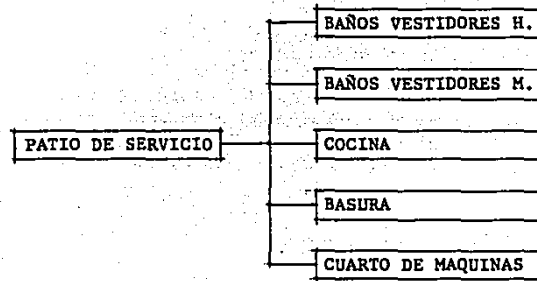 BAÑOS VESTIDORES H.
BAÑOS VESTIDORES M.
PATIO DE SERVICIO
COCINA
BASURA
CUARTO DE MAQUINAS